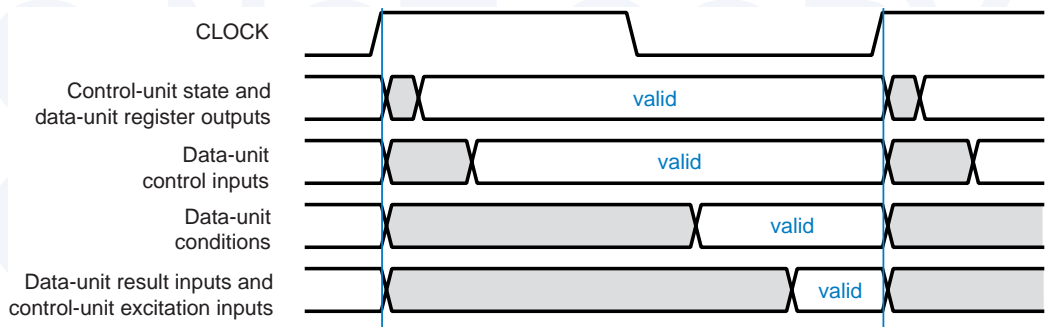 CLOCK
Control-unit state and
data-unit register outputs
valid
Data-unit
control inputs
valid
Data-unit
conditions
valid
Data-unit result inputs and
control-unit excitation inputs
valid